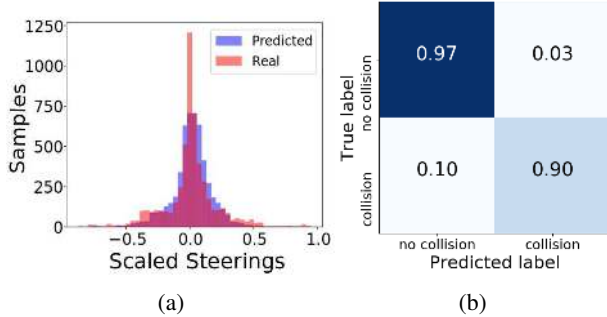 1250
1000
750
500
250
0
Samples
Predicted
Real
−0.5
0.0
0.5
1.0
Scaled Steerings
(a)
True label
no collision
colllision
0.97
0.03
0.10
0.90
no collision
collision
Predicted label
(b)